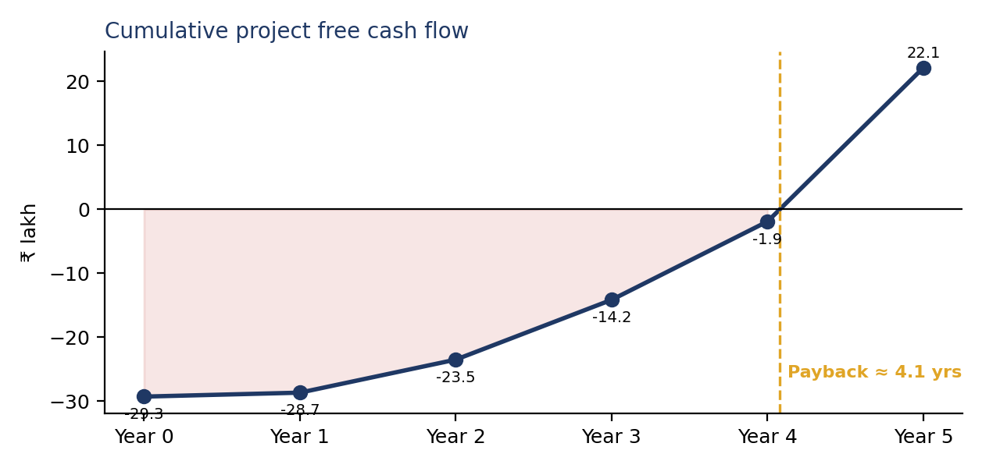 Cumulative project free cash flow
₹ lakh
20
10
0
−10
−20
−30
-29.3
-28.7
-23.5
-14.2
-1.9
22.1
Payback ≈ 4.1 yrs
Year 0
Year 1
Year 2
Year 3
Year 4
Year 5